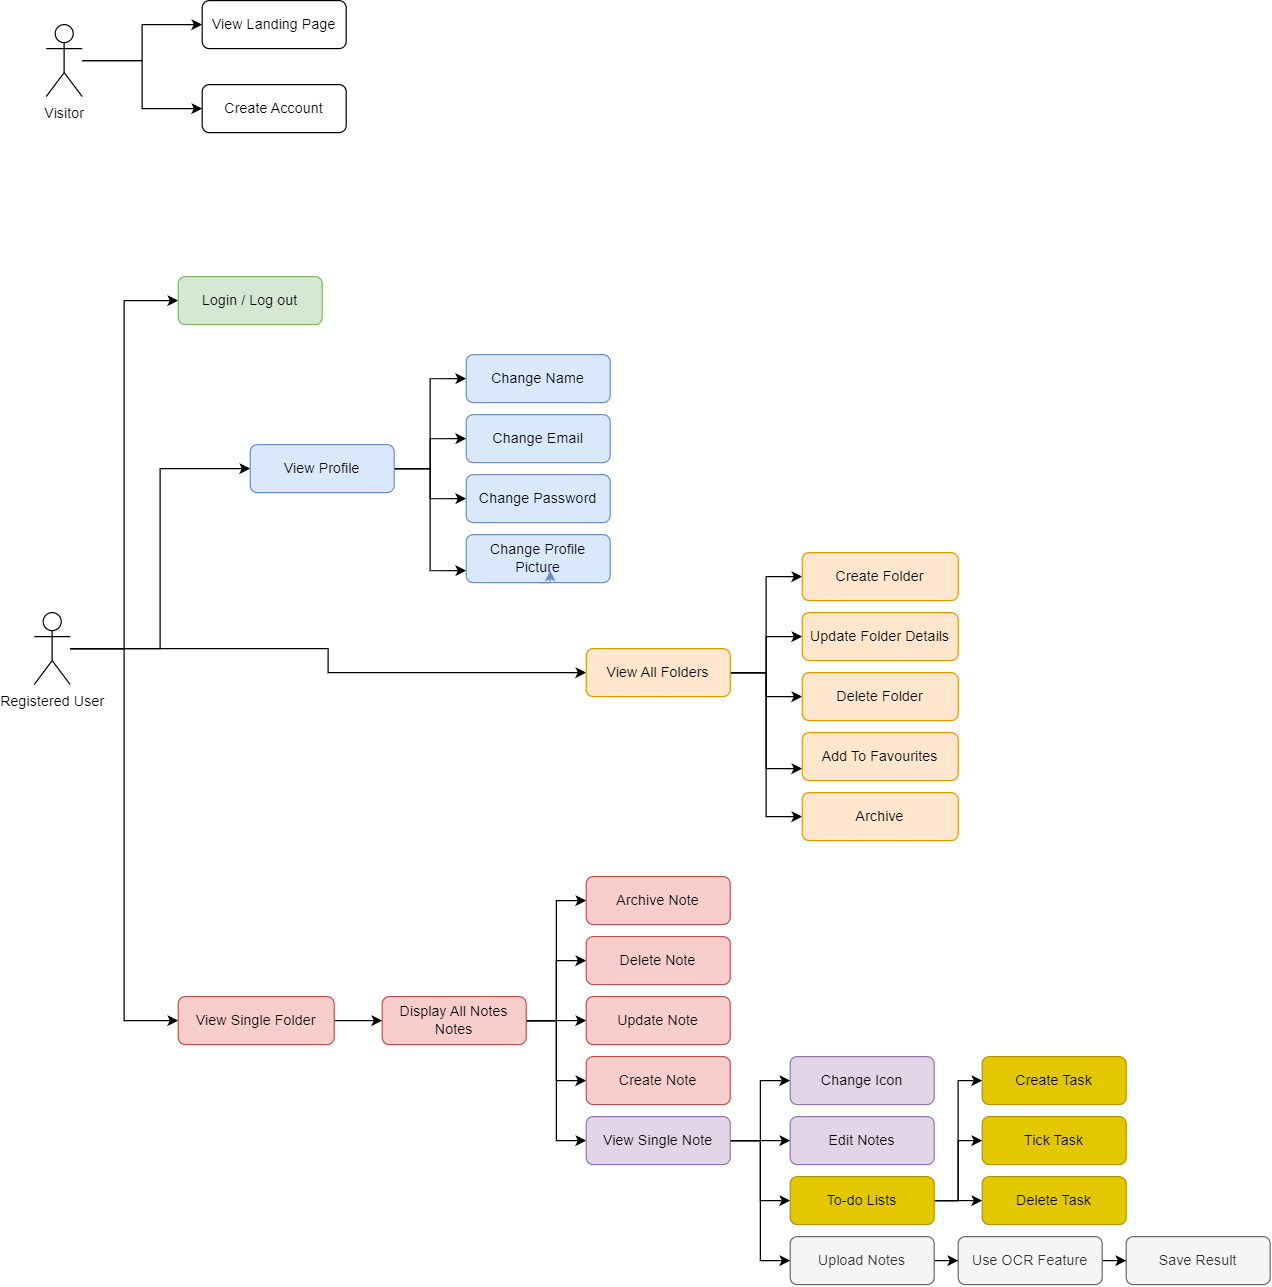 View Landing Page
Visitor
Create Account
Login / Log out
Change Name
Change Email
View Profile
Change Password
Change Profile
Picture
Create Folder
Update Folder Details
Registered User
View All Folders
Delete Folder
Add To Favourites
Archive
Archive Note
Delete Note
View Single Folder
Display All Notes
Notes
Update Note
Create Note
Change Icon
Create Task
View Single Note
Edit Notes
Tick Task
To-do Lists
Delete Task
Upload Notes
Use OCR Feature
Save Result